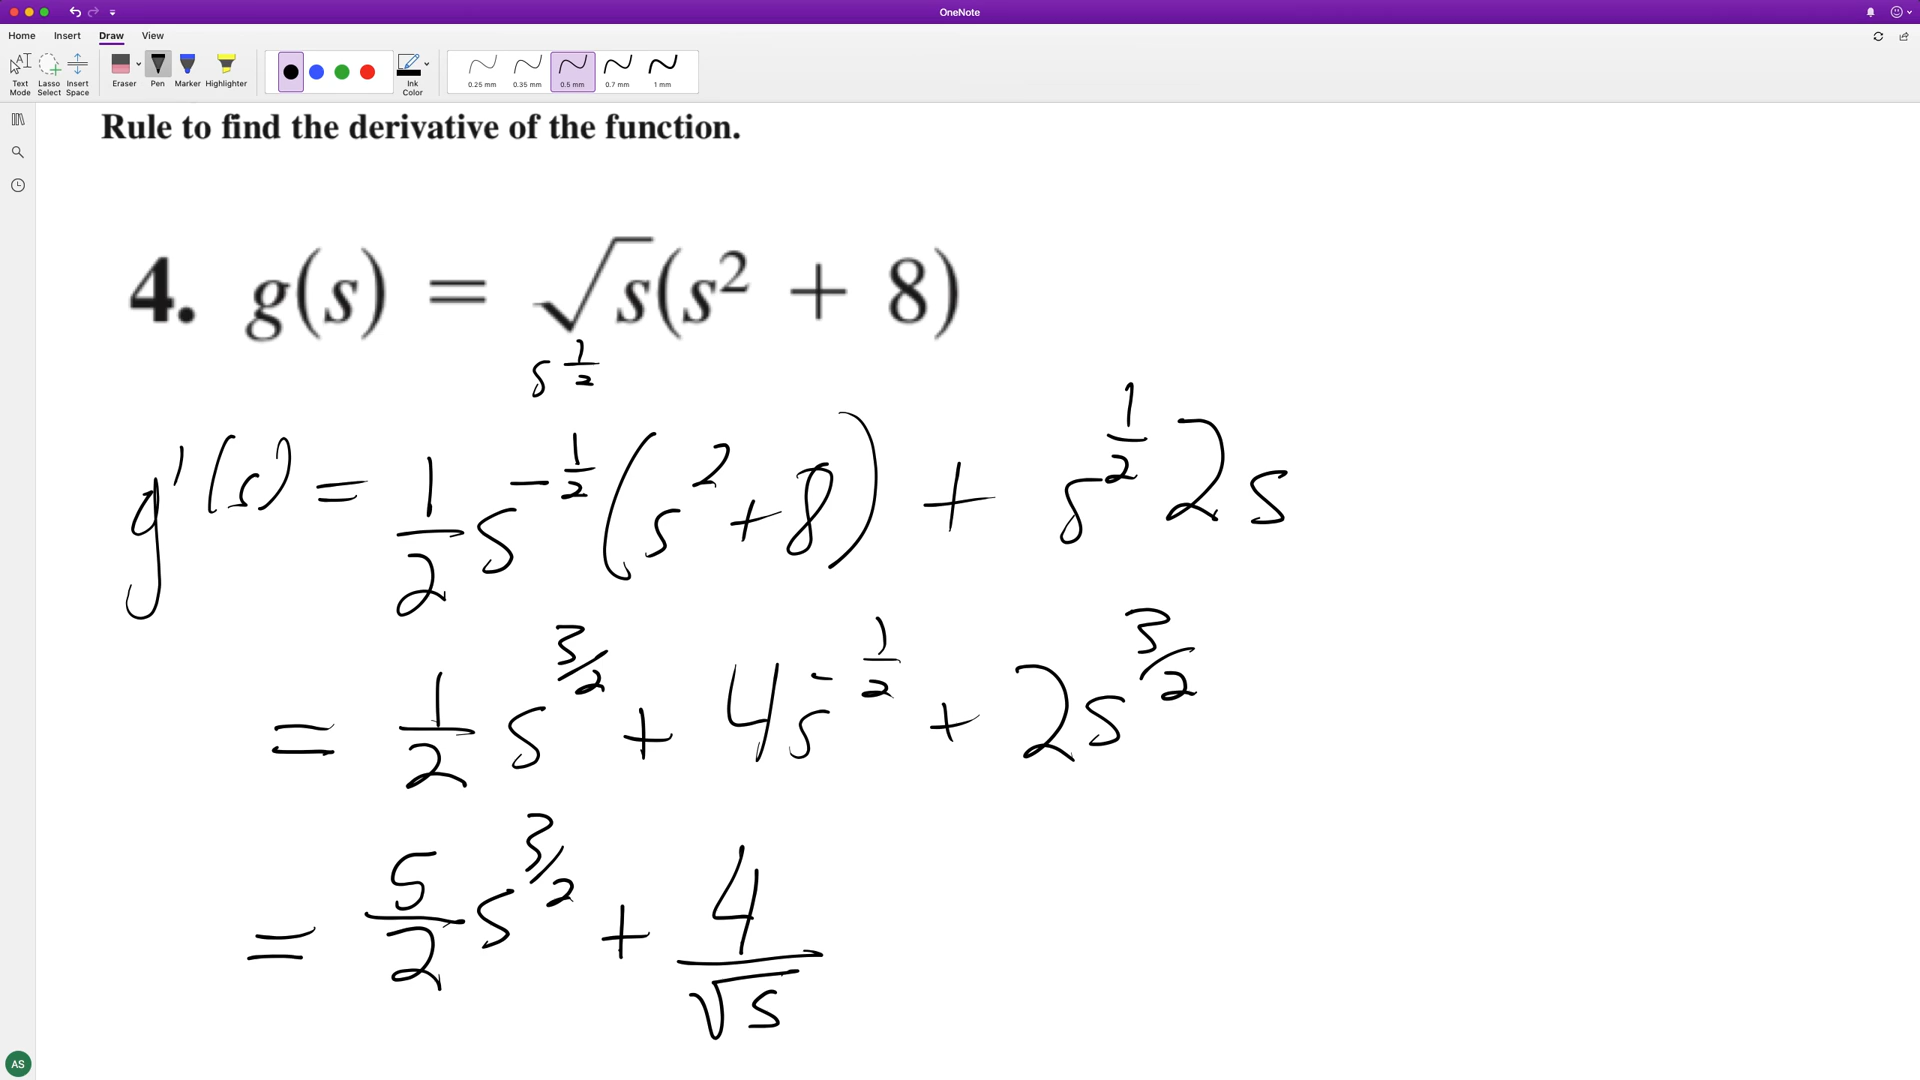 OneNote
Home Insert Draw View
Text Mode Lasso Select Insert Space Eraser Pen Marker Highlighter Ink Color 0.25 mm 0.35 mm 0.5 mm 0.7 mm 1 mm
Rule to find the derivative of the function.
4. g(s) = √s(s² + 8)
s^(1/2)
g'(s) = 1/2 s^(-1/2) (s² + 8) + s^(1/2) 2s
= 1/2 s^(3/2) + 4s^(-1/2) + 2s^(3/2)
= 5/2 s^(3/2) + 4/√s
AS